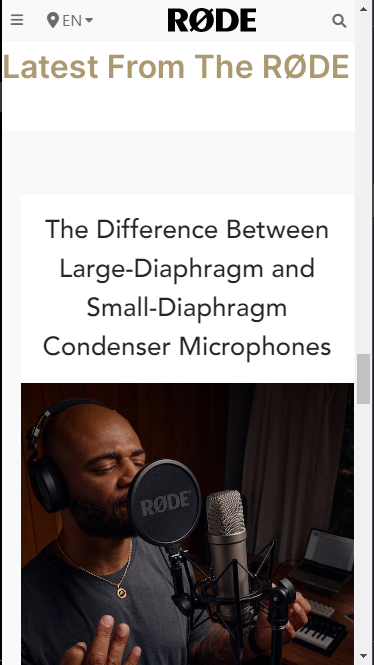 EN
RØDE
Latest From The RØDE
The Difference Between
Large-Diaphragm and
Small-Diaphragm
Condenser Microphones
RØDE